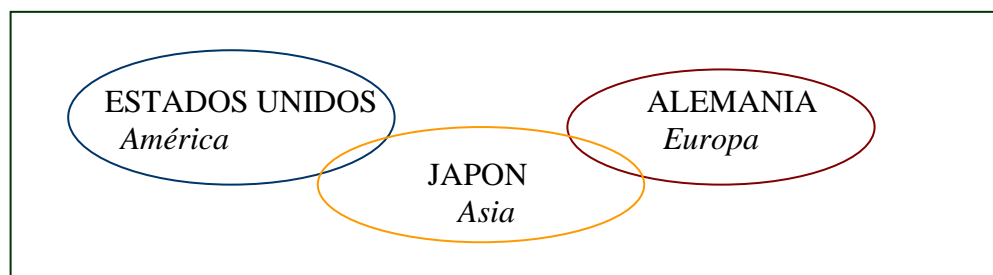 ESTADOS UNIDOS
América
ALEMANIA
Europa
JAPON
Asia